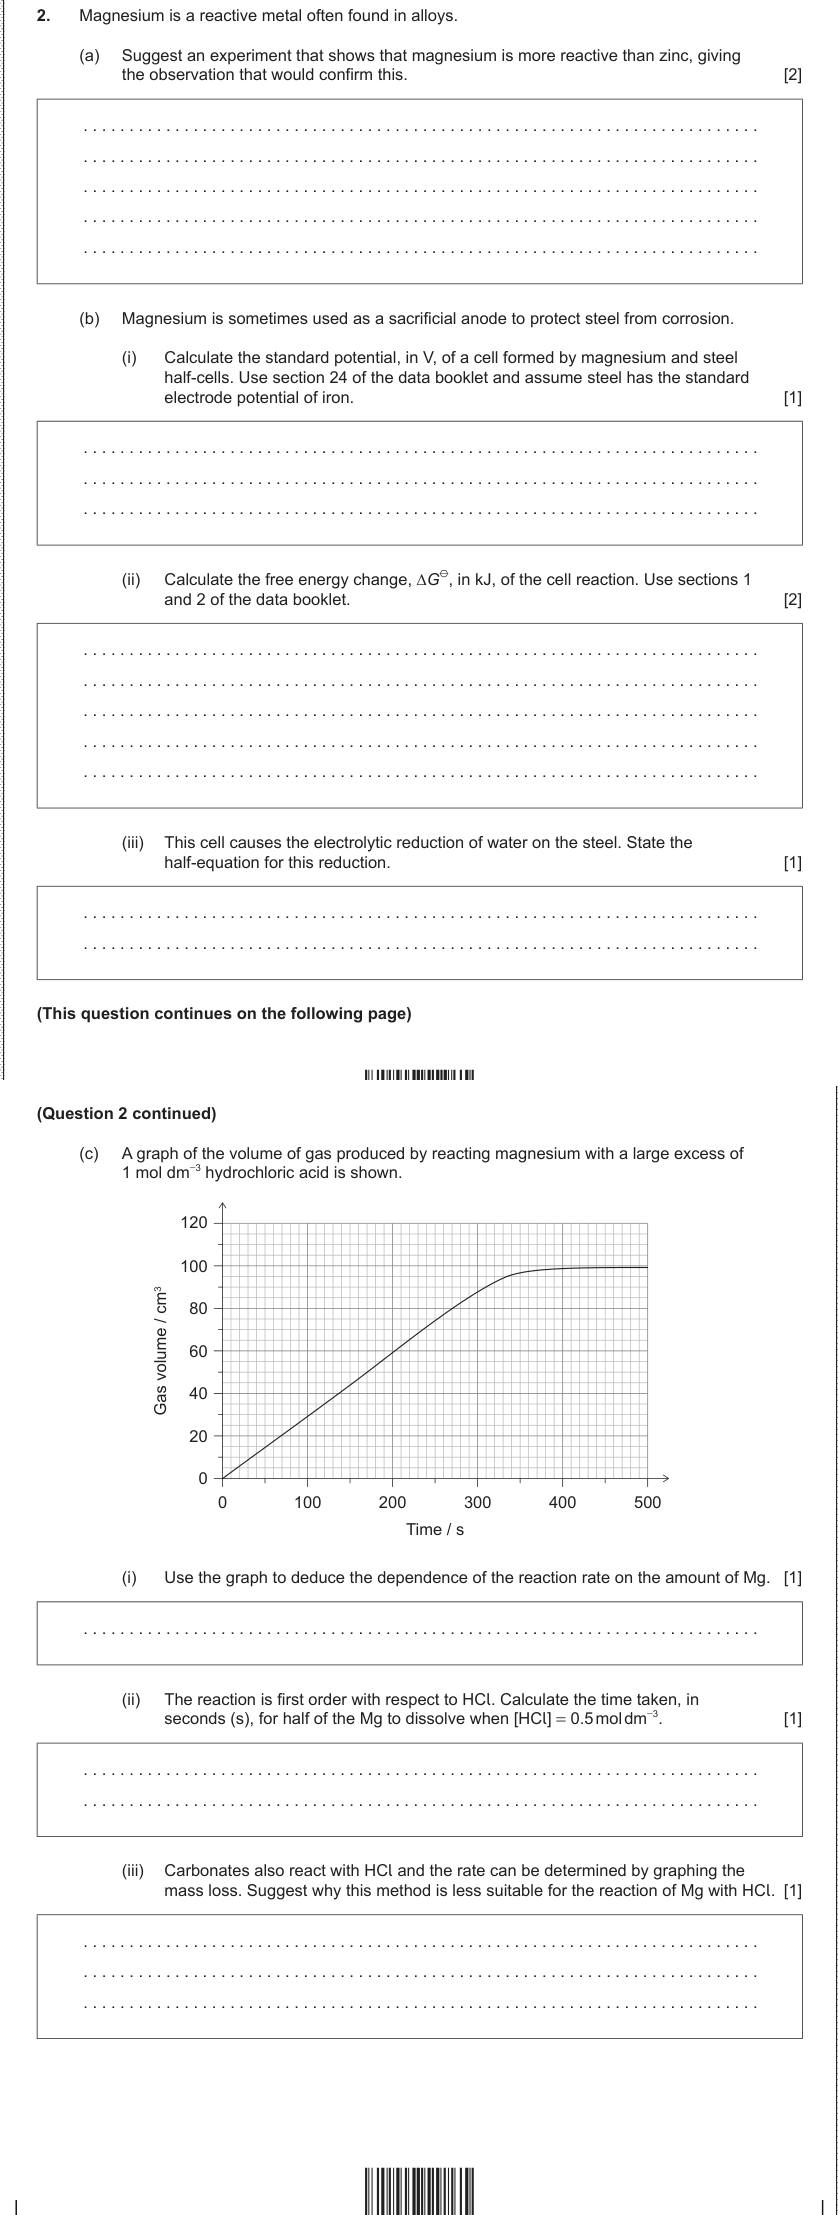 2. Magnesium is a reactive metal often found in alloys.
(a) Suggest an experiment that shows that magnesium is more reactive than zinc, giving
the observation that would confirm this. [2]
(b) Magnesium is sometimes used as a sacrificial anode to protect steel from corrosion.
(i) Calculate the standard potential, in V, of a cell formed by magnesium and steel
half-cells. Use section 24 of the data booklet and assume steel has the standard
electrode potential of iron. [1]
(ii) Calculate the free energy change, ΔG⊖, in kJ, of the cell reaction. Use sections 1
and 2 of the data booklet. [2]
(iii) This cell causes the electrolytic reduction of water on the steel. State the
half-equation for this reduction. [1]
(This question continues on the following page)
(Question 2 continued)
(c) A graph of the volume of gas produced by reacting magnesium with a large excess of
1 mol dm⁻³ hydrochloric acid is shown.
120
100
80
60
40
20
0
Gas volume / cm³
0 100 200 300 400 500
Time / s
(i) Use the graph to deduce the dependence of the reaction rate on the amount of Mg. [1]
(ii) The reaction is first order with respect to HCl. Calculate the time taken, in
seconds (s), for half of the Mg to dissolve when [HCl] = 0.5 mol dm⁻³. [1]
(iii) Carbonates also react with HCl and the rate can be determined by graphing the
mass loss. Suggest why this method is less suitable for the reaction of Mg with HCl. [1]